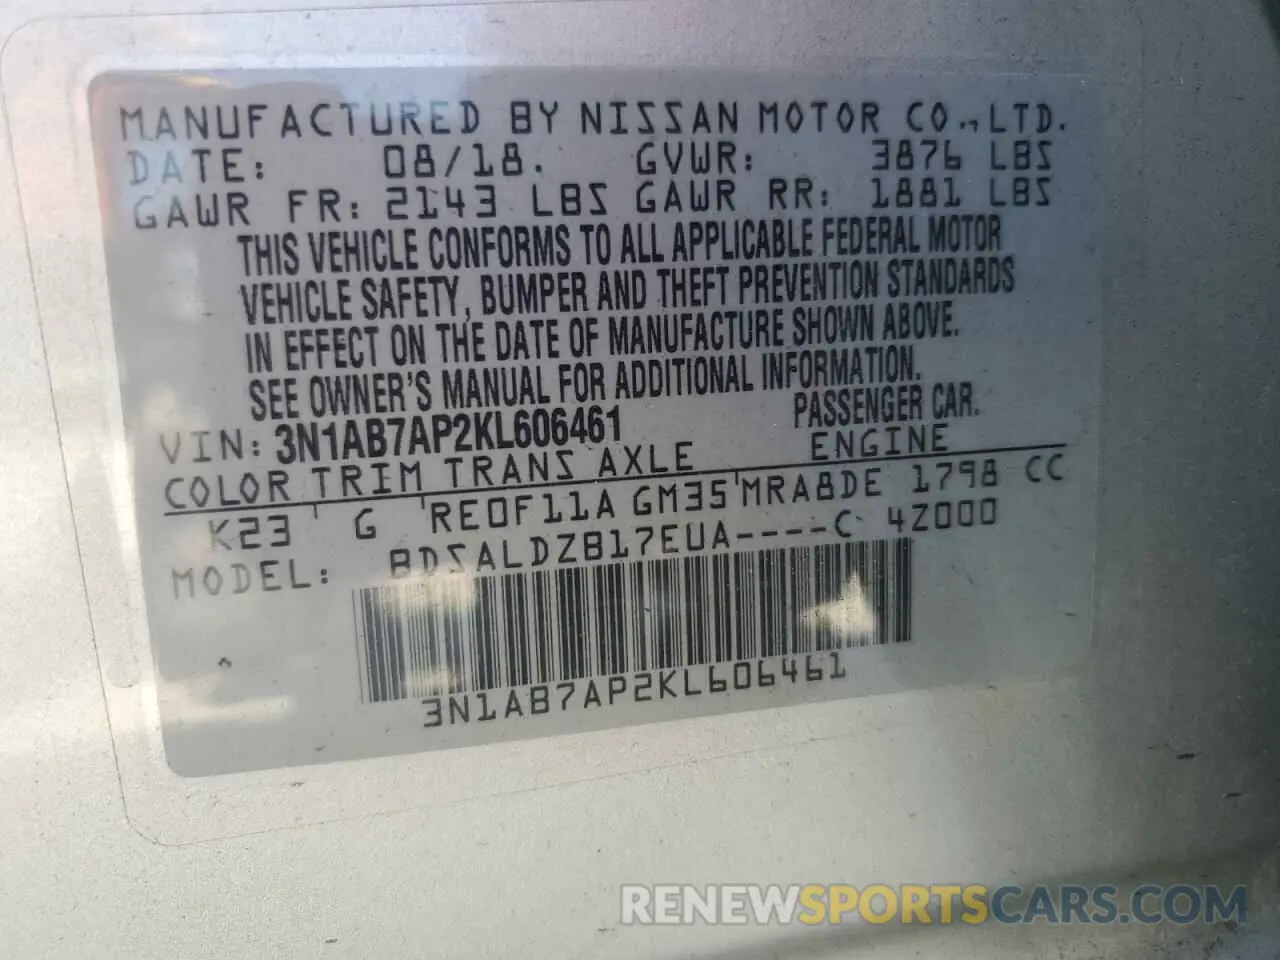 MANUFACTURED BY NISSAN MOTOR CO., LTD.
DATE: 08/18. GVWR: 3876 LBS
GAWR FR: 2143 LBS GAWR RR: 1881 LBS
THIS VEHICLE CONFORMS TO ALL APPLICABLE FEDERAL MOTOR
VEHICLE SAFETY, BUMPER AND THEFT PREVENTION STANDARDS
IN EFFECT ON THE DATE OF MANUFACTURE SHOWN ABOVE.
SEE OWNER'S MANUAL FOR ADDITIONAL INFORMATION.
VIN: 3N1AB7AP2KL606461 PASSENGER CAR.
COLOR TRIM TRANS AXLE ENGINE
K23 G RE0F11A GM35 MRA8DE 1798 CC
MODEL: BDSALDZB17EUA----C 4Z000
3N1AB7AP2KL606461
RENEWSPORTSCARS.COM